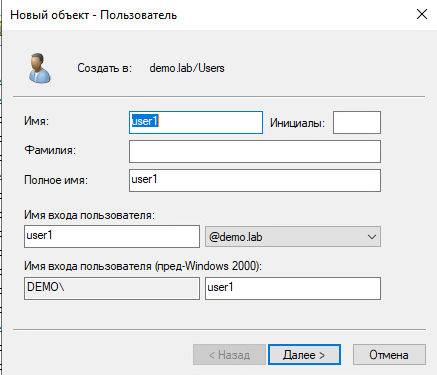 Новый объект - Пользователь
Создать в: demo.lab/Users
Имя: user1 Инициалы:
Фамилия:
Полное имя: user1
Имя входа пользователя:
user1 @demo.lab
Имя входа пользователя (пред-Windows 2000):
DEMO\ user1
< Назад Далее > Отмена